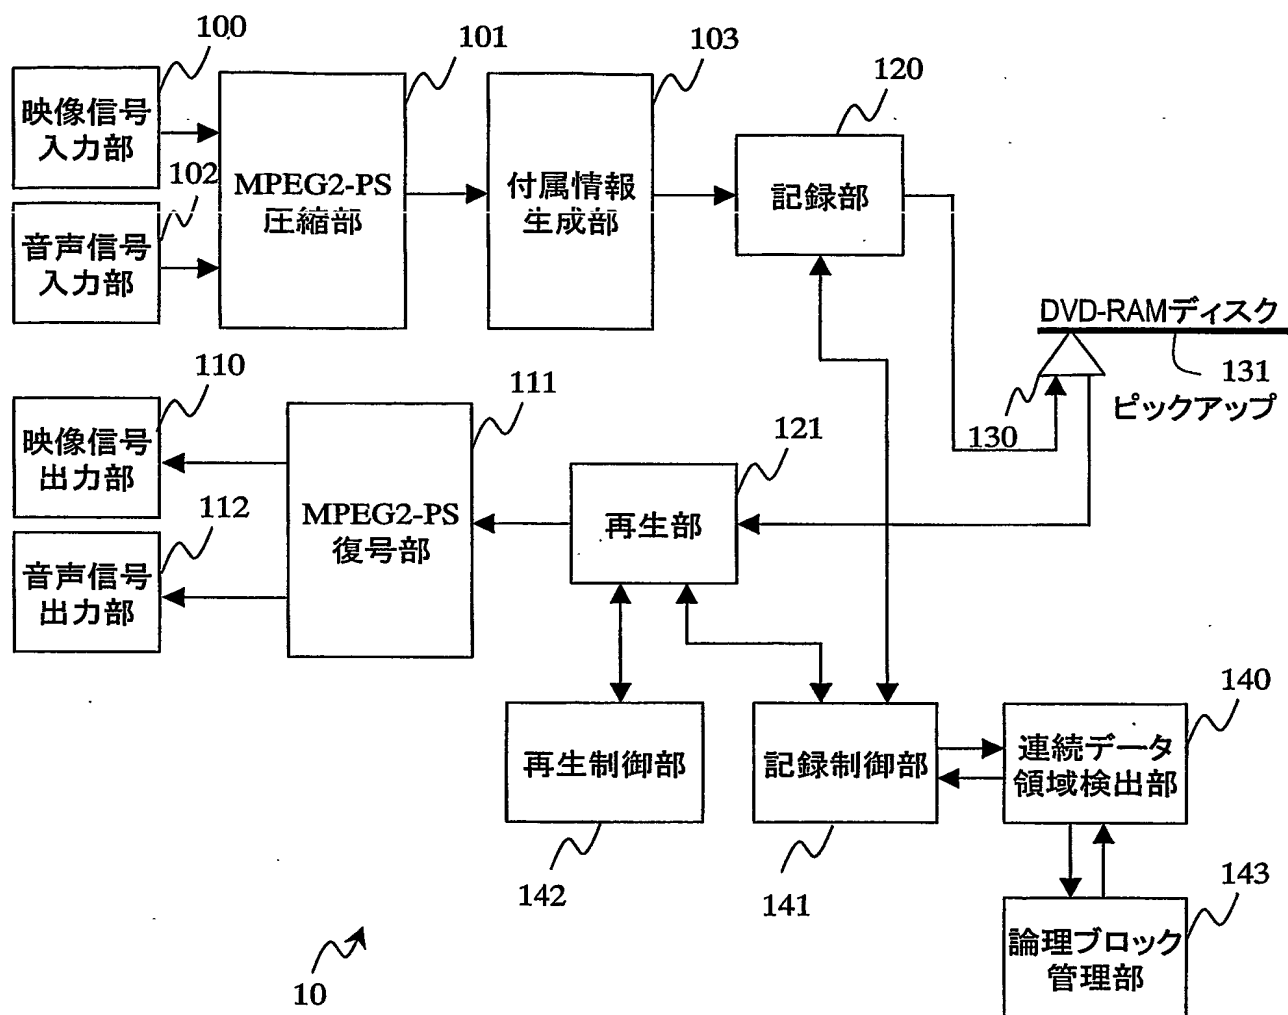 100
映像信号
入力部
102
音声信号
入力部
101
MPEG2-PS
圧縮部
103
付属情報
生成部
120
記録部
DVD-RAMディスク
131
ピックアップ
130
110
映像信号
出力部
112
音声信号
出力部
111
MPEG2-PS
復号部
121
再生部
再生制御部
142
記録制御部
141
140
連続データ
領域検出部
143
論理ブロック
管理部
10